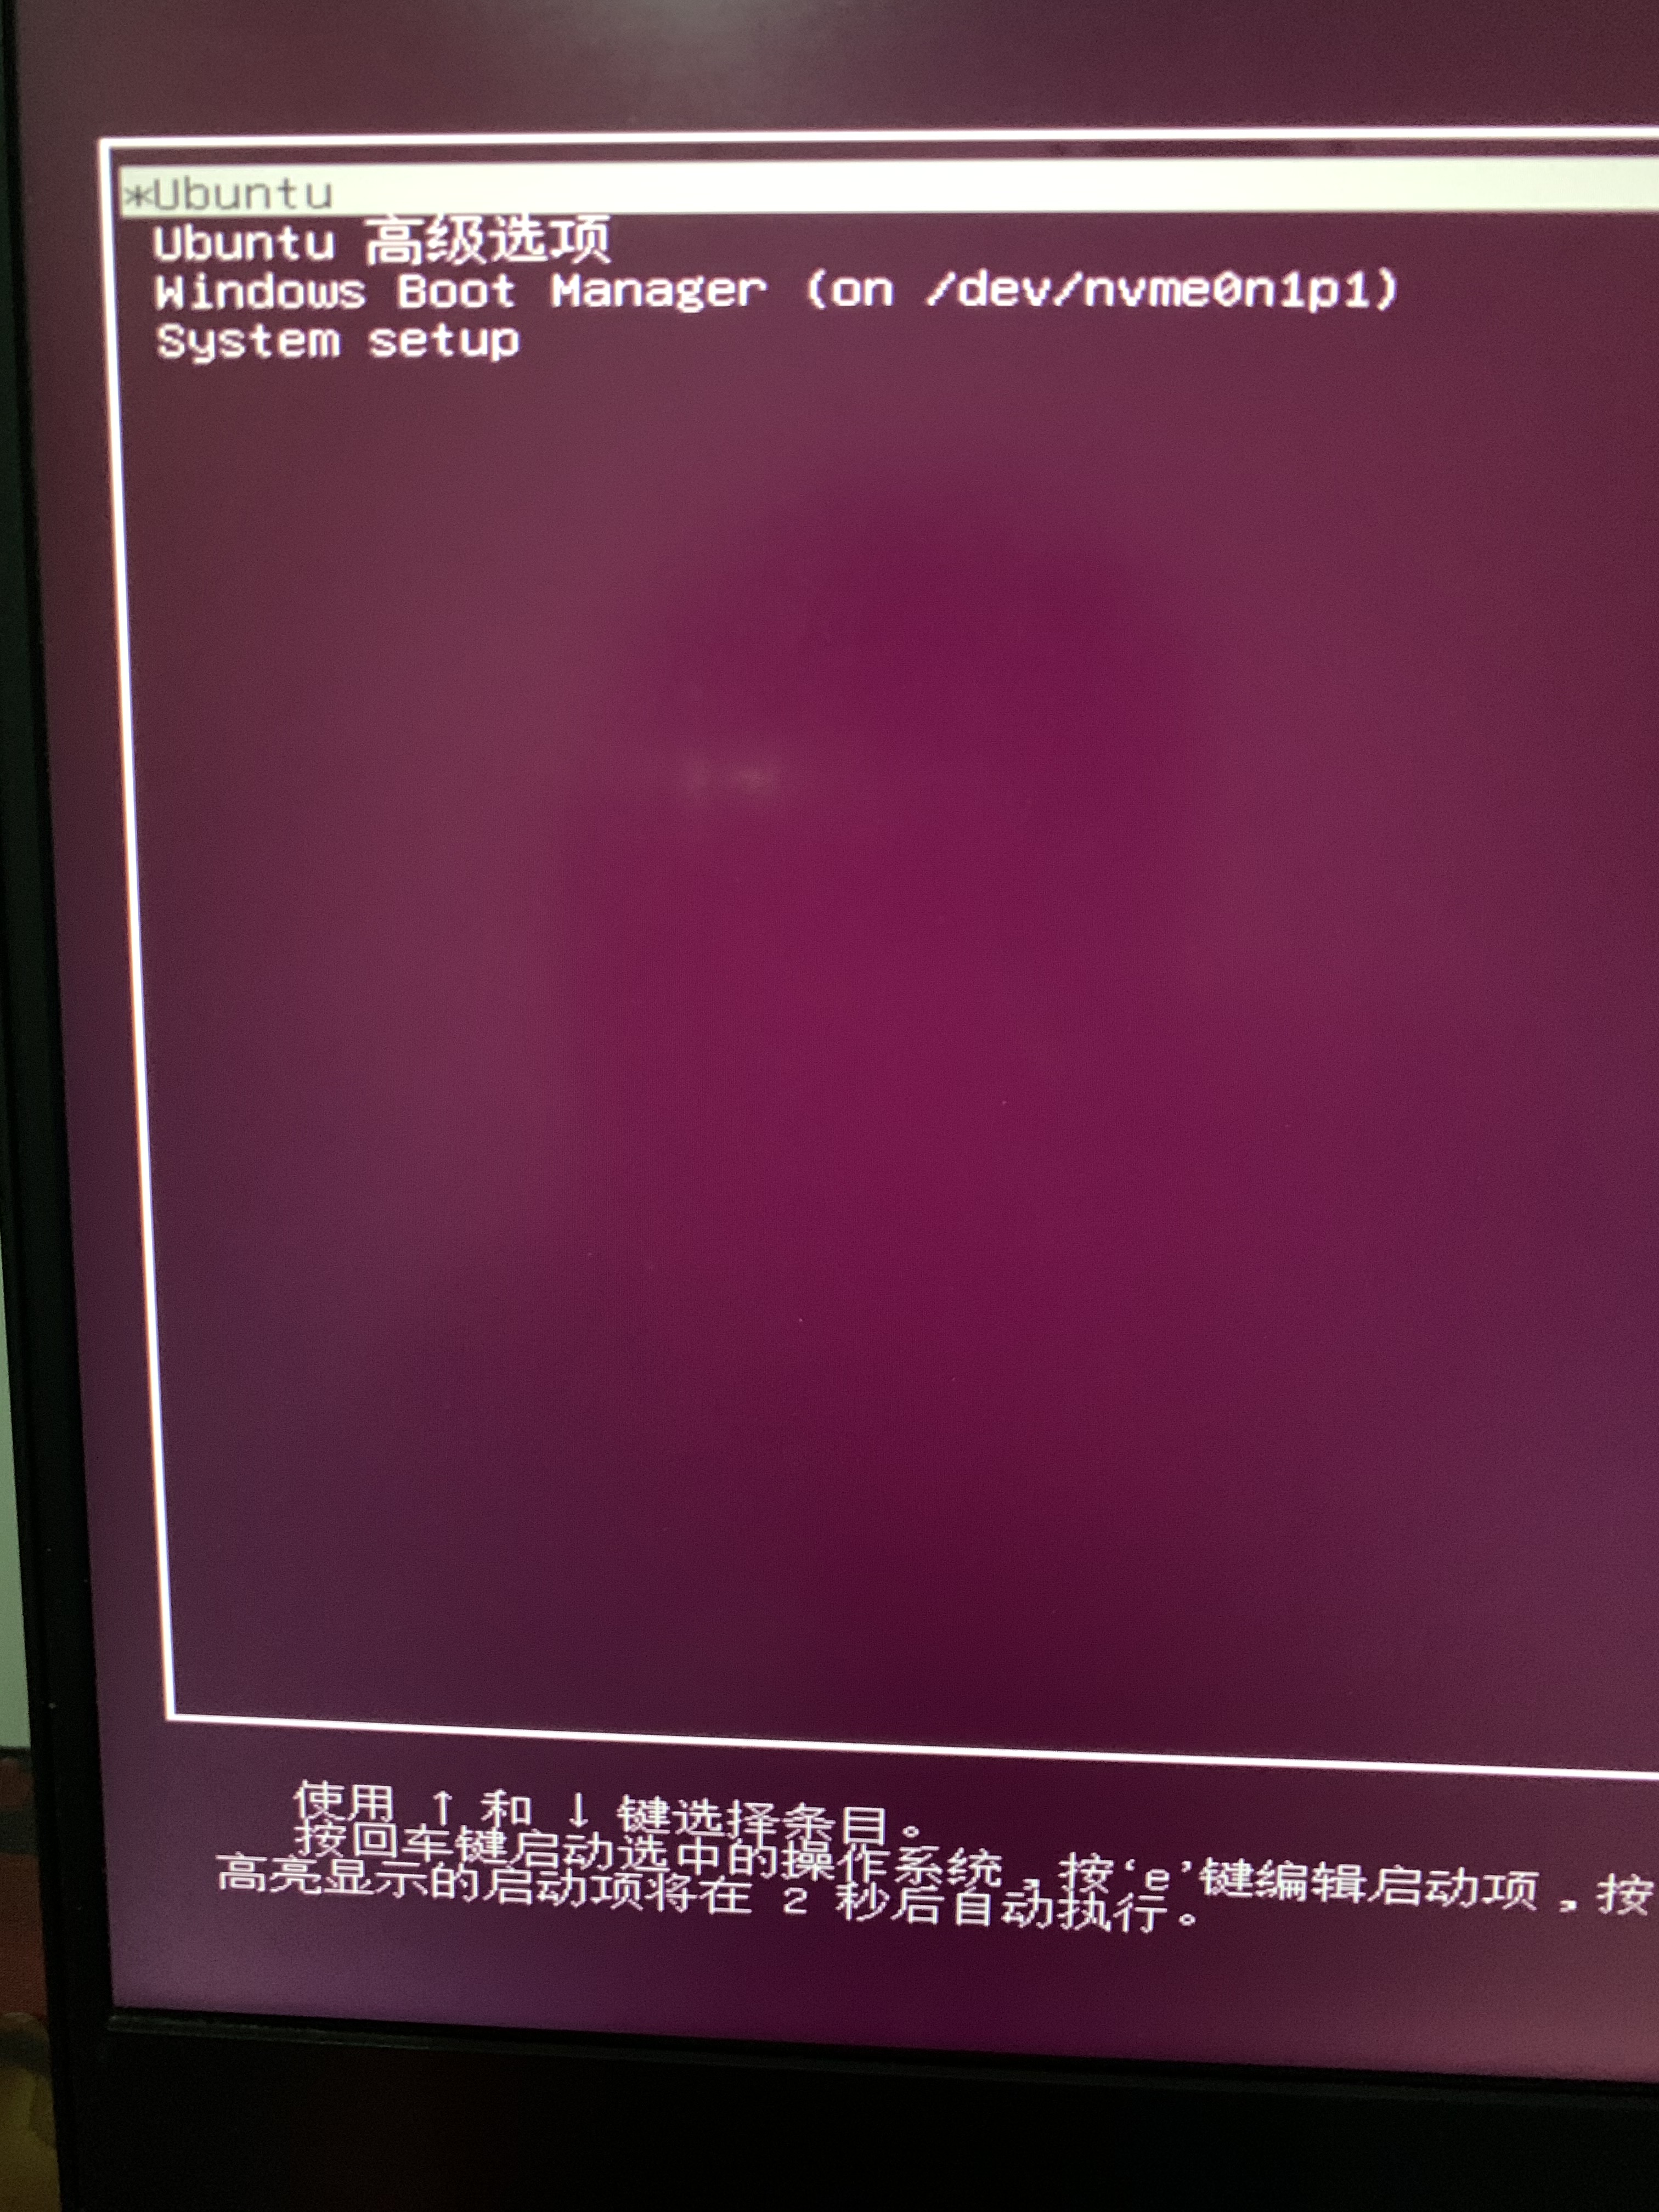 *Ubuntu
Ubuntu 高级选项
Windows Boot Manager (on /dev/nvme0n1p1)
System setup
使用 ↑ 和 ↓ 键选择条目。
按回车键启动选中的操作系统，按‘e’键编辑启动项，按
高亮显示的启动项将在 2 秒后自动执行。